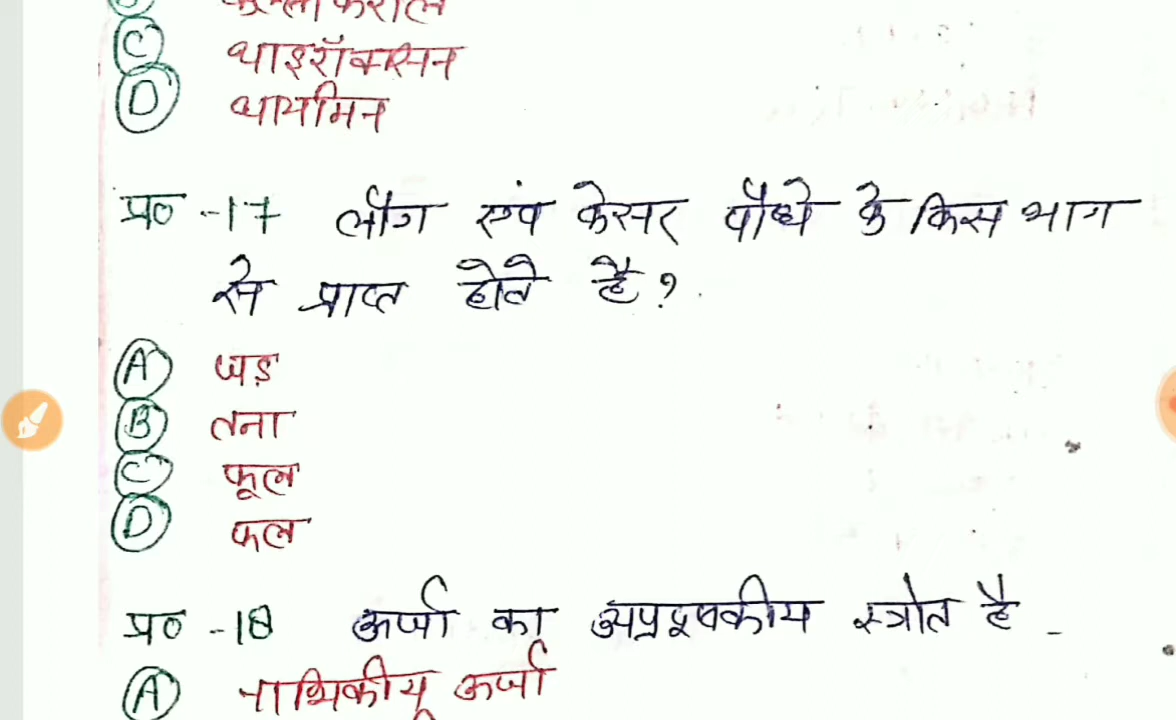 Ⓒ थाइरॉक्सिन
Ⓓ थायमिन
प्र० -17 लौंग एवं केसर पौधे के किस भाग
से प्राप्त होते है?
Ⓐ जड़
Ⓑ तना
Ⓒ फूल
Ⓓ फल
प्र० -18 ऊर्जा का अप्रदूषकीय स्त्रोत है -
Ⓐ नाभिकीय ऊर्जा